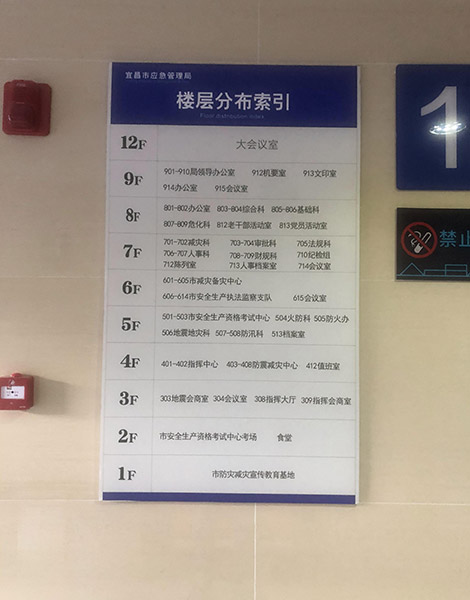 宜昌市应急管理局
楼层分布索引
Floor distribution index
12F 大会议室
9F 901-910.局领导办公室 912机要室 913文印室
914办公室 915会议室
8F 801-802办公室 803-804综合科 805-806基础科
807-809危化科 812老干部活动室 813党员活动室
7F 701-702减灾科 703-704审批科 705法规科
706-707人事科 708-709财规科 710纪检组
712陈列室 713人事档案室 714会议室
6F 601-605市减灾备灾中心
606-614市安全生产执法监察支队 615会议室
5F 501-503市安全生产资格考试中心 504火防科 505防火办
506地震地灾科 507-508防汛科 513档案室
4F 401-402指挥中心 403-408防震减灾中心 412值班室
3F 303地震会商室 304会议室 308指挥大厅 309指挥会商室
2F 市安全生产资格考试中心考场 食堂
1F 市防灾减灾宣传教育基地
1
禁止